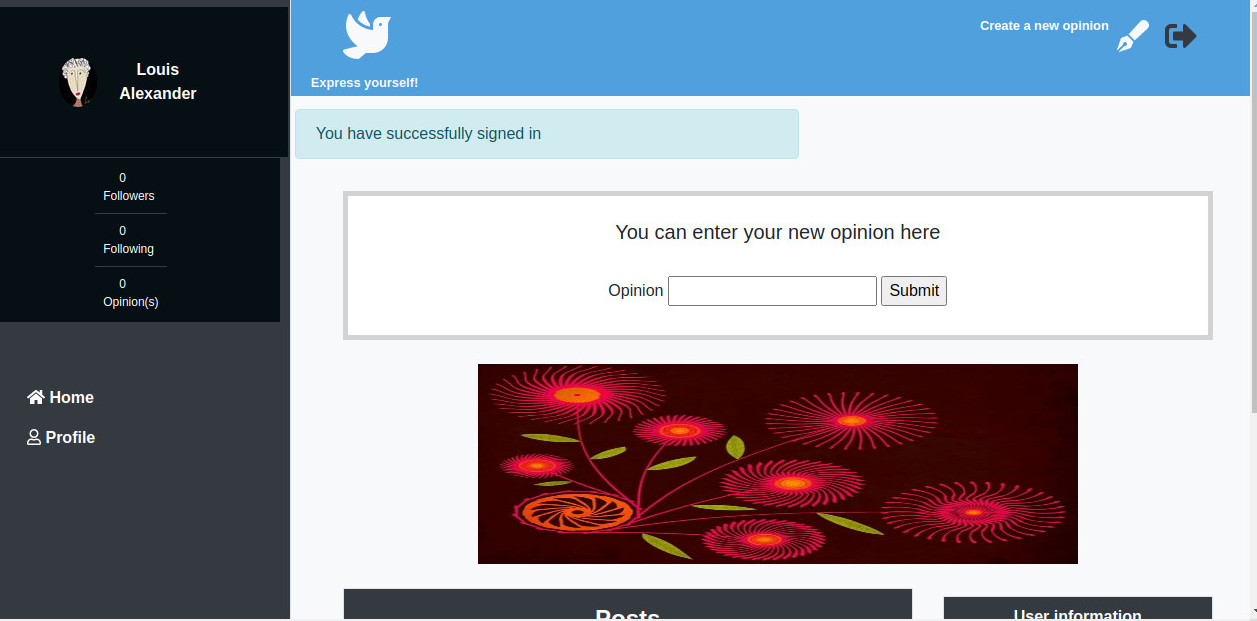 Louis
Alexander
0
Followers
0
Following
0
Opinion(s)
Home
Profile
Express yourself!
Create a new opinion
You have successfully signed in
You can enter your new opinion here
Opinion
Submit
Posts
User information